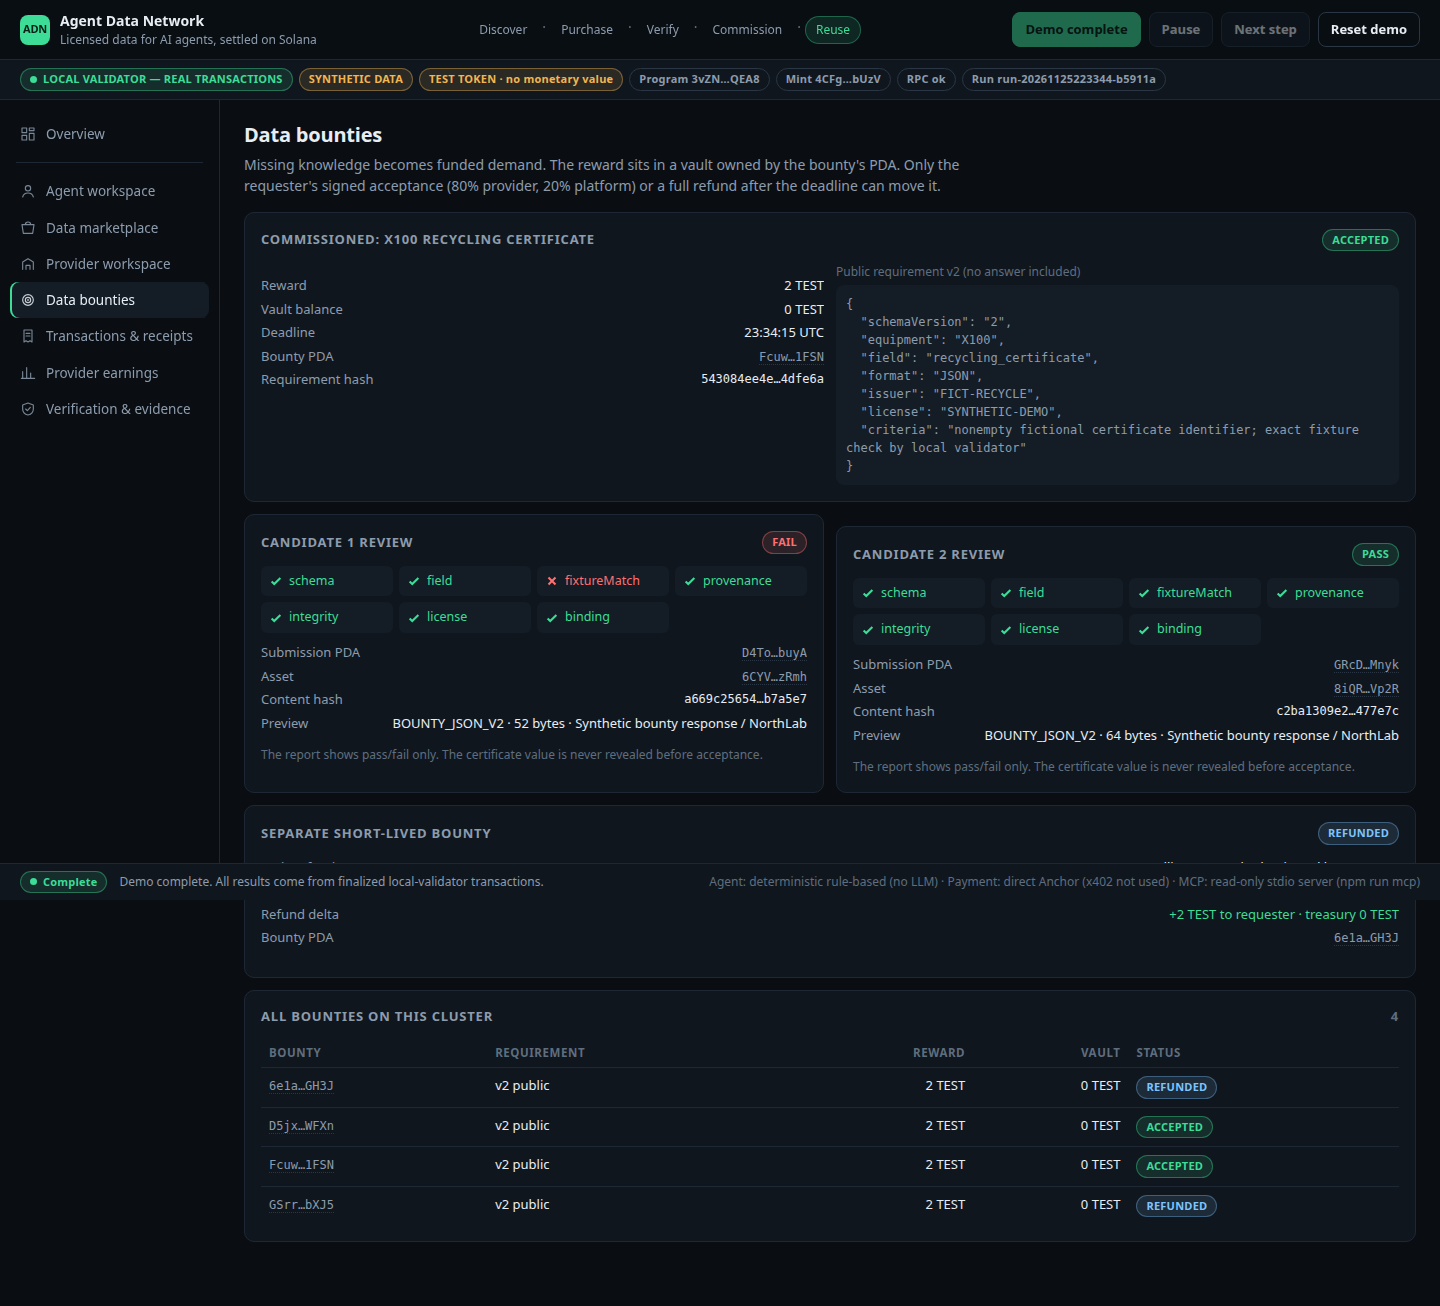 ADN
Agent Data Network
Licensed data for AI agents, settled on Solana
Discover · Purchase · Verify · Commission · Reuse
Demo complete
Pause
Next step
Reset demo
LOCAL VALIDATOR — REAL TRANSACTIONS
SYNTHETIC DATA
TEST TOKEN · no monetary value
Program 3vZN…QEA8
Mint 4CFg…bUzV
RPC ok
Run run-20261125223344-b5911a
Overview
Agent workspace
Data marketplace
Provider workspace
Data bounties
Transactions & receipts
Provider earnings
Verification & evidence
Data bounties
Missing knowledge becomes funded demand. The reward sits in a vault owned by the bounty's PDA. Only the
requester's signed acceptance (80% provider, 20% platform) or a full refund after the deadline can move it.
COMMISSIONED: X100 RECYCLING CERTIFICATE
ACCEPTED
Reward 2 TEST
Vault balance 0 TEST
Deadline 23:34:15 UTC
Bounty PDA Fcuw…1FSN
Requirement hash 543084ee4e…4dfe6a
Public requirement v2 (no answer included)
{
"schemaVersion": "2",
"equipment": "X100",
"field": "recycling_certificate",
"format": "JSON",
"issuer": "FICT-RECYCLE",
"license": "SYNTHETIC-DEMO",
"criteria": "nonempty fictional certificate identifier; exact fixture
check by local validator"
}
CANDIDATE 1 REVIEW
FAIL
schema
field
fixtureMatch
provenance
integrity
license
binding
Submission PDA D4To…buyA
Asset 6CYV…zRmh
Content hash a669c25654…b7a5e7
Preview BOUNTY_JSON_V2 · 52 bytes · Synthetic bounty response / NorthLab
The report shows pass/fail only. The certificate value is never revealed before acceptance.
CANDIDATE 2 REVIEW
PASS
schema
field
fixtureMatch
provenance
integrity
license
binding
Submission PDA GRcD…Mnyk
Asset 8iQR…Vp2R
Content hash c2ba1309e2…477e7c
Preview BOUNTY_JSON_V2 · 64 bytes · Synthetic bounty response / NorthLab
The report shows pass/fail only. The certificate value is never revealed before acceptance.
SEPARATE SHORT-LIVED BOUNTY
REFUNDED
Complete
Demo complete. All results come from finalized local-validator transactions.
Agent: deterministic rule-based (no LLM) · Payment: direct Anchor (x402 not used) · MCP: read-only stdio server (npm run mcp)
Refund delta +2 TEST to requester · treasury 0 TEST
Bounty PDA 6e1a…GH3J
ALL BOUNTIES ON THIS CLUSTER
4
BOUNTY REQUIREMENT REWARD VAULT STATUS
6e1a…GH3J v2 public 2 TEST 0 TEST REFUNDED
D5jx…WFXn v2 public 2 TEST 0 TEST ACCEPTED
Fcuw…1FSN v2 public 2 TEST 0 TEST ACCEPTED
GSrr…bXJ5 v2 public 2 TEST 0 TEST REFUNDED